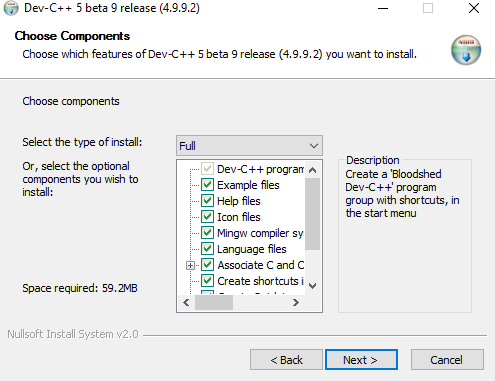 Dev-C++ 5 beta 9 release (4.9.9.2)
Choose Components
Choose which features of Dev-C++ 5 beta 9 release (4.9.9.2) you want to install.
Choose components
Select the type of install:
Full
Or, select the optional
components you wish to
install:
Dev-C++ program
Example files
Help files
Icon files
Mingw compiler sy
Language files
Associate C and C
Create shortcuts i
Description
Create a 'Bloodshed
Dev-C++' program
group with shortcuts, in
the start menu
Space required: 59.2MB
Nullsoft Install System v2.0
< Back
Next >
Cancel